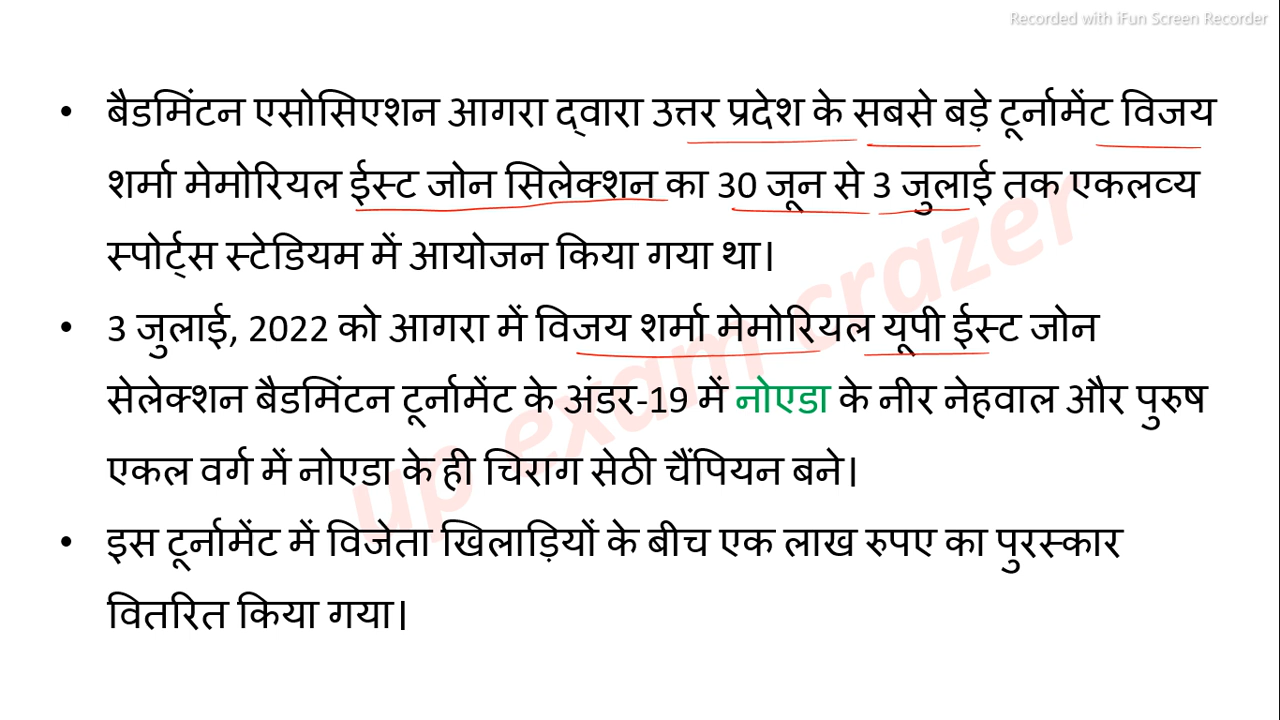 Recorded with iFun Screen Recorder
• बैडमिंटन एसोसिएशन आगरा द्वारा उत्तर प्रदेश के सबसे बड़े टूर्नामेंट विजय
शर्मा मेमोरियल ईस्ट जोन सिलेक्शन का 30 जून से 3 जुलाई तक एकलव्य
स्पोर्ट्स स्टेडियम में आयोजन किया गया था।
• 3 जुलाई, 2022 को आगरा में विजय शर्मा मेमोरियल यूपी ईस्ट जोन
सेलेक्शन बैडमिंटन टूर्नामेंट के अंडर-19 में नोएडा के नीर नेहवाल और पुरुष
एकल वर्ग में नोएडा के ही चिराग सेठी चैंपियन बने।
• इस टूर्नामेंट में विजेता खिलाड़ियों के बीच एक लाख रुपए का पुरस्कार
वितरित किया गया।
up exam crazer